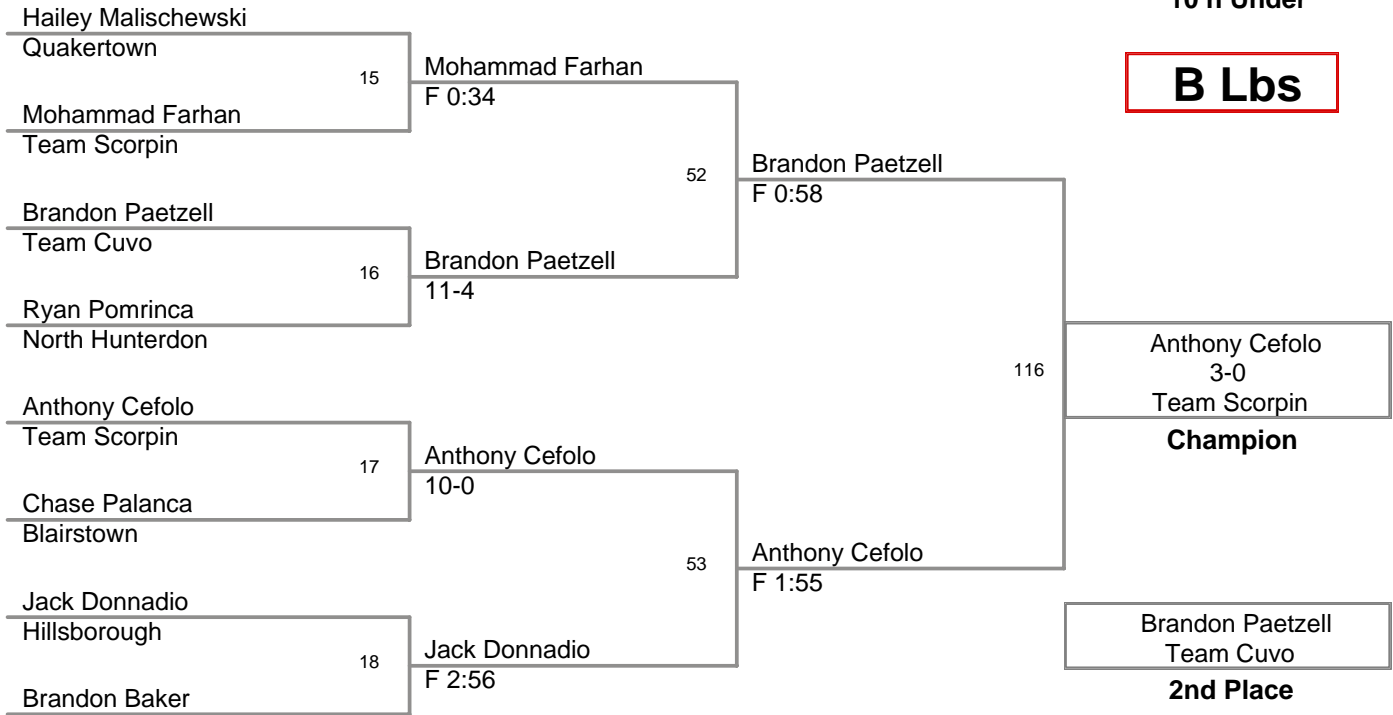 10 n Under
B Lbs
Hailey Malischewski
Quakertown
15
Mohammad Farhan
Team Scorpin
Mohammad Farhan
F 0:34
52
Brandon Paetzell
Team Cuvo
16
Ryan Pomrinca
North Hunterdon
Brandon Paetzell
11-4
Brandon Paetzell
F 0:58
116
Anthony Cefolo
Team Scorpin
17
Chase Palanca
Blairstown
Anthony Cefolo
10-0
53
Jack Donnadio
Hillsborough
18
Brandon Baker
Jack Donnadio
F 2:56
Anthony Cefolo
F 1:55
Anthony Cefolo
3-0
Team Scorpin
Champion
Brandon Paetzell
Team Cuvo
2nd Place